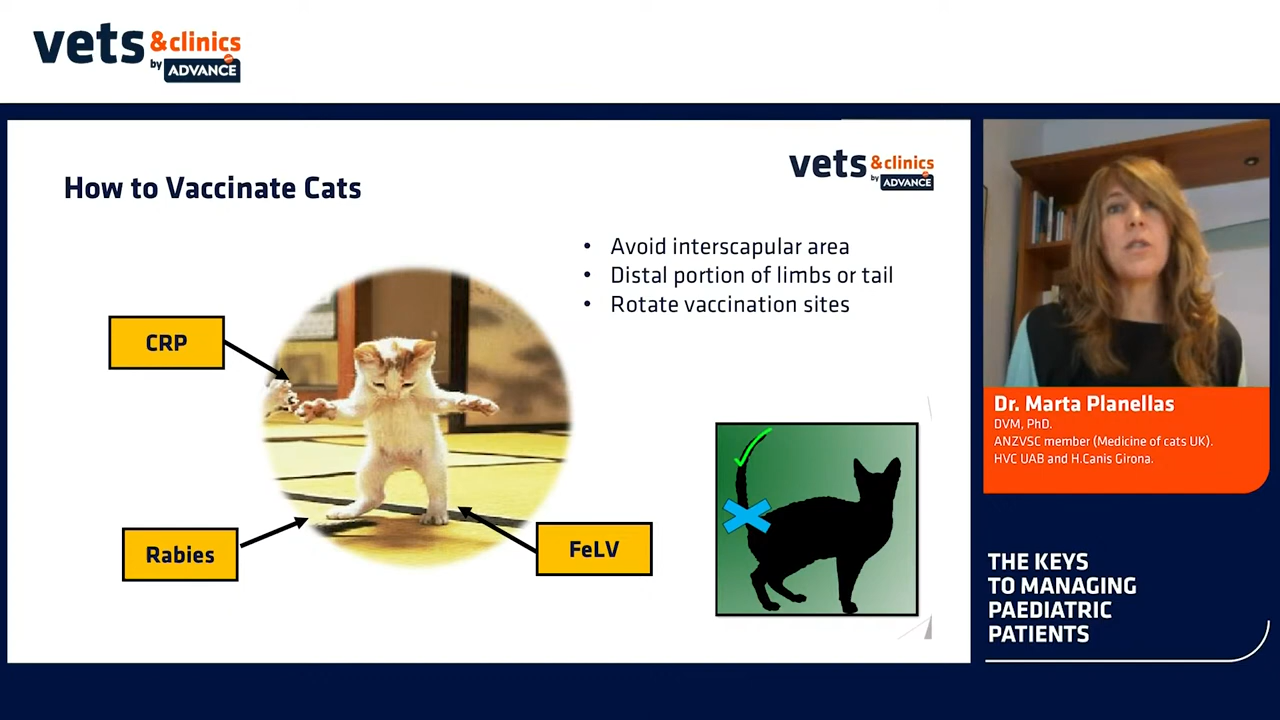 vets &clinics
by ADVANCE
vets &clinics
by ADVANCE
How to Vaccinate Cats
• Avoid interscapular area
• Distal portion of limbs or tail
• Rotate vaccination sites
CRP
Rabies
FeLV
Dr. Marta Planellas
DVM, PhD.
ANZVSC member (Medicine of cats UK).
HVC UAB and H.Canis Girona.
THE KEYS
TO MANAGING
PAEDIATRIC
PATIENTS